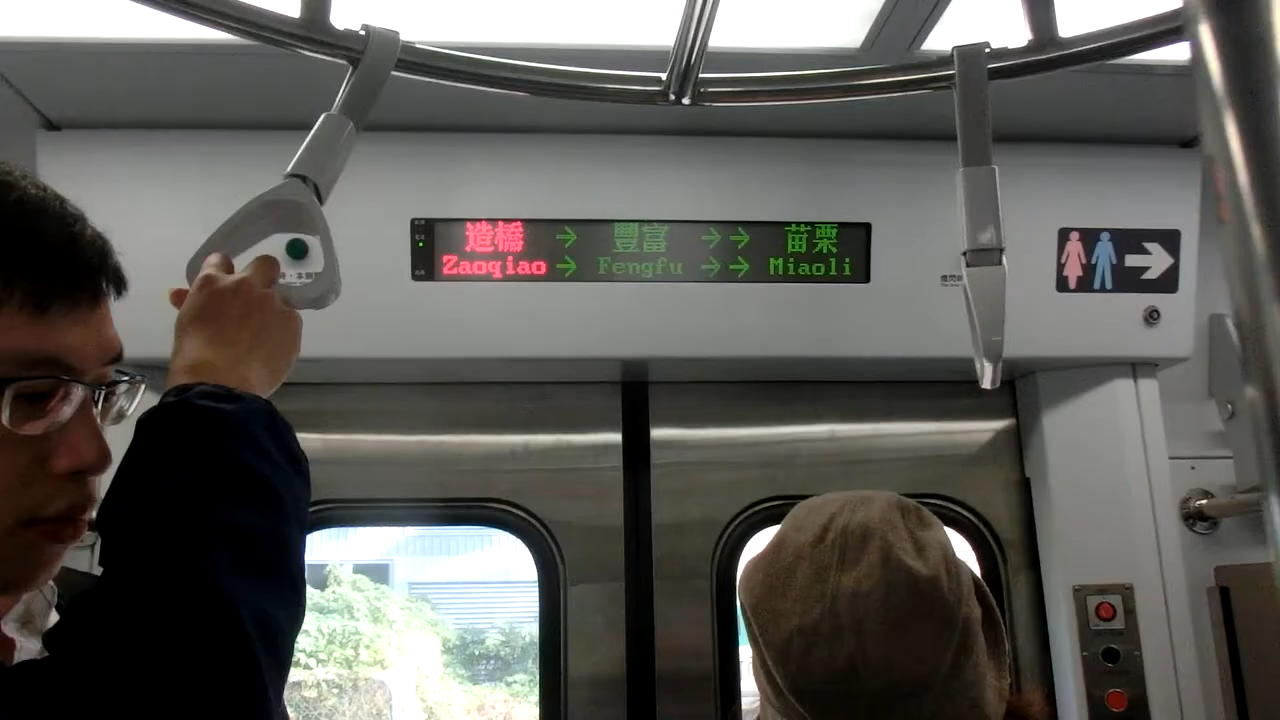 造橋 → 豐富 →→ 苗栗
Zaoqiao → Fengfu →→ Miaoli